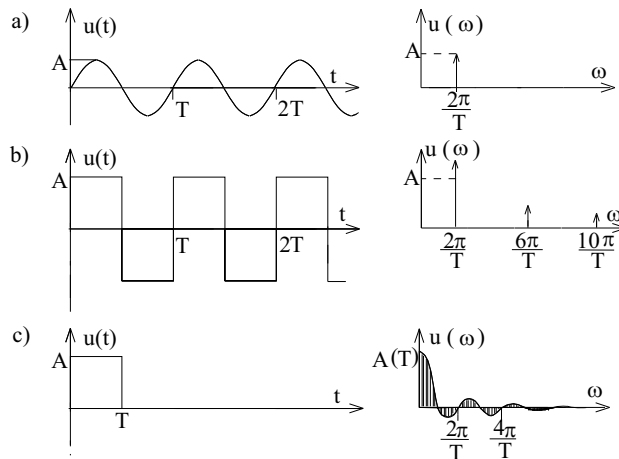 a) u(t) u(ω)
A t A ω
T 2T 2π/T
b) u(t) u(ω)
A t A ω
T 2T 2π/T 6π/T 10π/T
c) u(t) u(ω)
A t A(T) ω
T 2π/T 4π/T